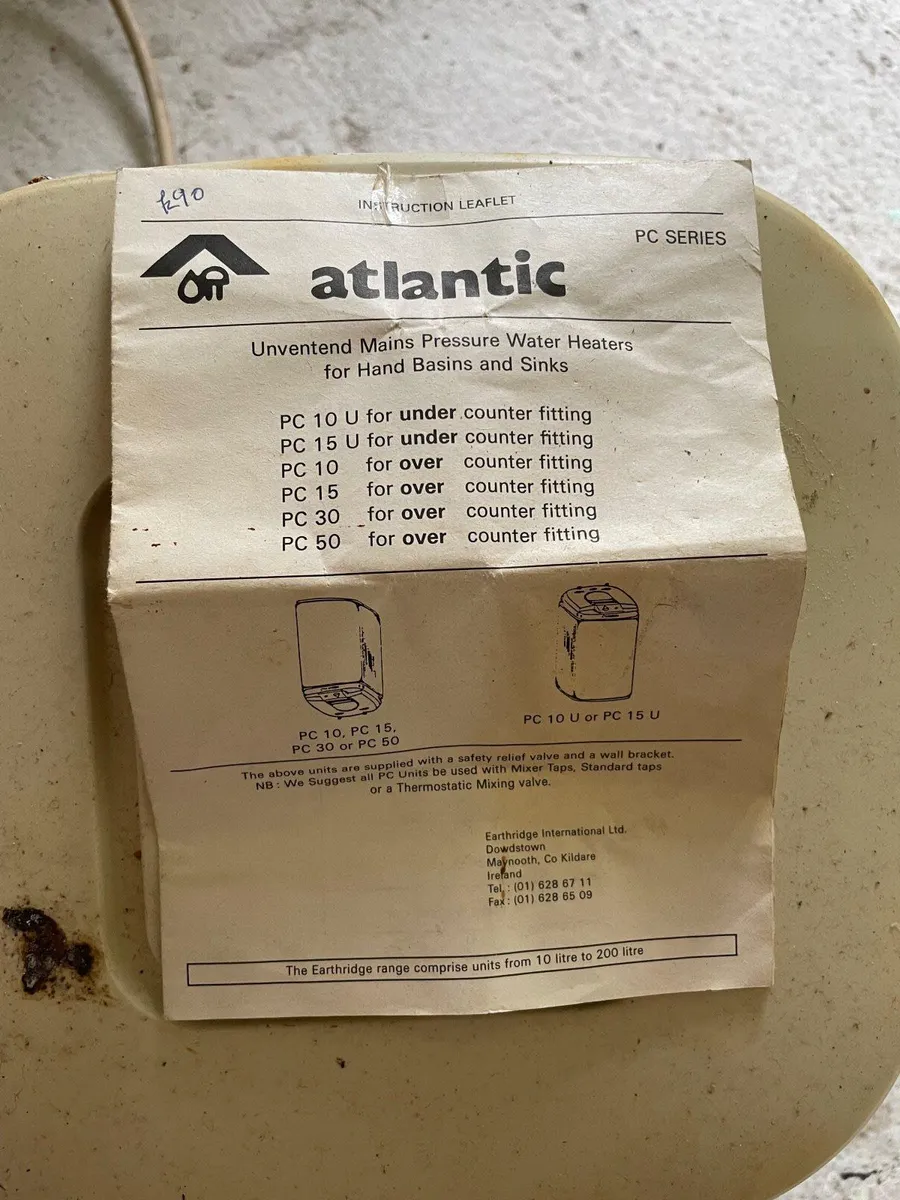 k90
INSTRUCTION LEAFLET
PC SERIES
atlantic
Unventend Mains Pressure Water Heaters
for Hand Basins and Sinks
PC 10 U for under counter fitting
PC 15 U for under counter fitting
PC 10 for over counter fitting
PC 15 for over counter fitting
PC 30 for over counter fitting
PC 50 for over counter fitting
PC 10, PC 15,
PC 30 or PC 50
PC 10 U or PC 15 U
The above units are supplied with a safety relief valve and a wall bracket.
NB : We Suggest all PC Units be used with Mixer Taps, Standard taps
or a Thermostatic Mixing valve.
Earthridge International Ltd.
Dowdstown
Maynooth, Co Kildare
Ireland
Tel. : (01) 628 67 11
Fax : (01) 628 65 09
The Earthridge range comprise units from 10 litre to 200 litre